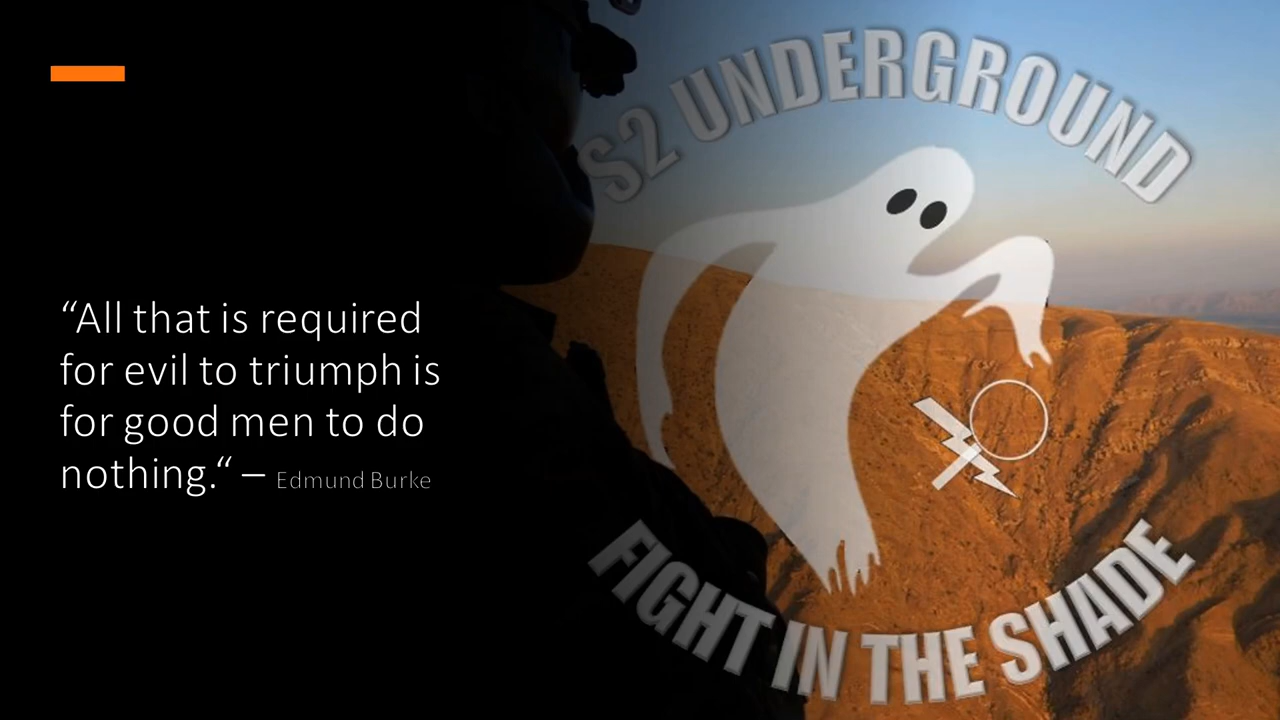 S2 UNDERGROUND
“All that is required
for evil to triumph is
for good men to do
nothing.“ – Edmund Burke
FIGHT IN THE SHADE